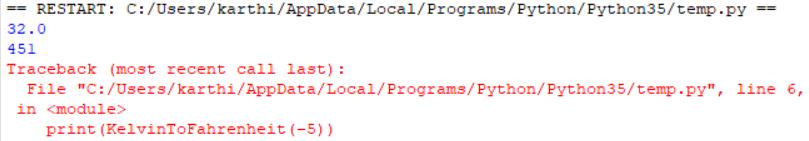 == RESTART: C:/Users/karthi/AppData/Local/Programs/Python/Python35/temp.py ==
32.0
451
Traceback (most recent call last):
  File "C:/Users/karthi/AppData/Local/Programs/Python/Python35/temp.py", line 6,
 in <module>
    print(KelvinToFahrenheit(-5))